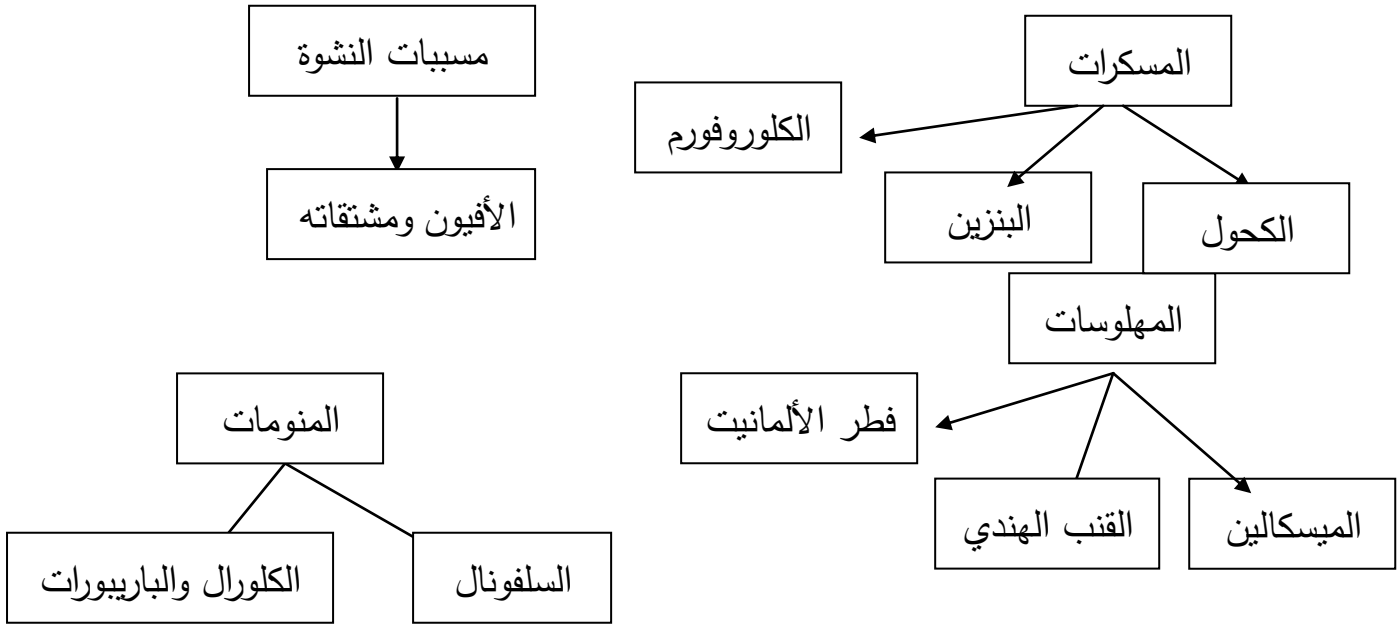 المسكرات
الكلوروفورم
البنزين
الكحول
مسببات النشوة
الأفيون ومشتقاته
المهلوسات
فطر الألمانيت
القنب الهندي
الميسكالين
المنومات
السلفونال
الكلورال والباريبورات